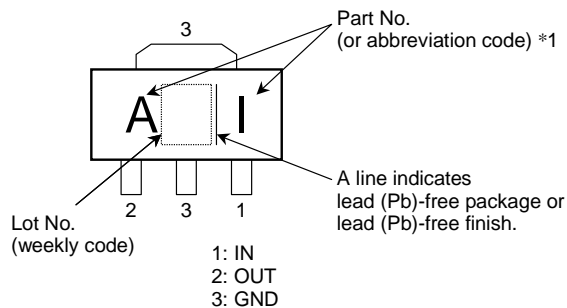 3
Part No.
(or abbreviation code) *1
A I
A line indicates
lead (Pb)-free package or
lead (Pb)-free finish.
2 3 1
Lot No.
(weekly code)
1: IN
2: OUT
3: GND